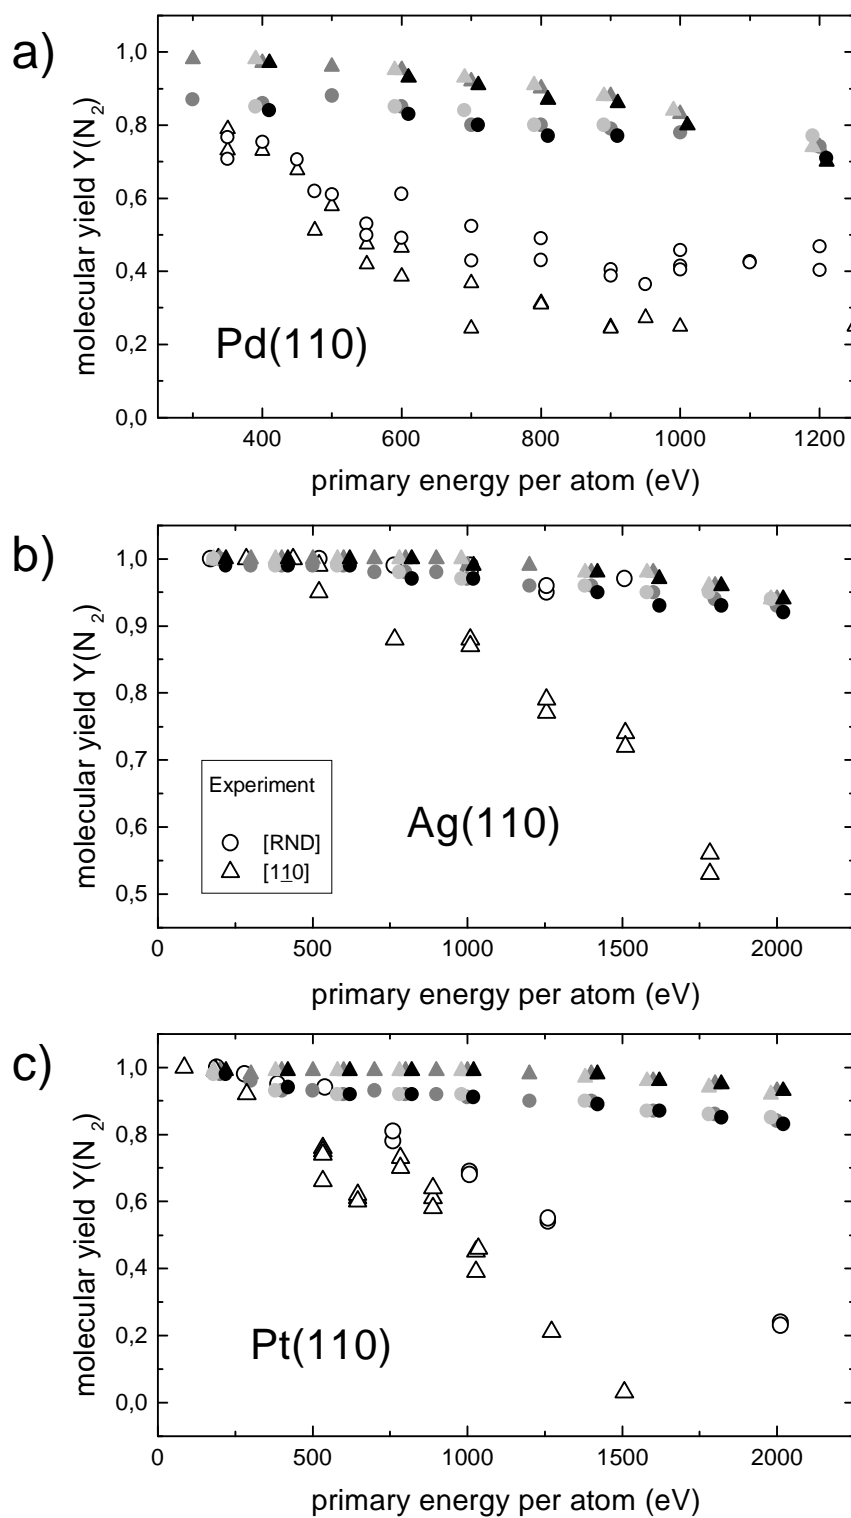 a)
molecular yield Y(N₂)
1,0
0,8
0,6
0,4
0,2
0,0
Pd(110)
400 600 800 1000 1200
primary energy per atom (eV)
b)
molecular yield Y(N₂)
1,0
0,9
0,8
0,7
0,6
0,5
Experiment
[RND]
[1<u>1</u>0]
Ag(110)
0 500 1000 1500 2000
primary energy per atom (eV)
c)
molecular yield Y(N₂)
1,0
0,8
0,6
0,4
0,2
0,0
Pt(110)
0 500 1000 1500 2000
primary energy per atom (eV)